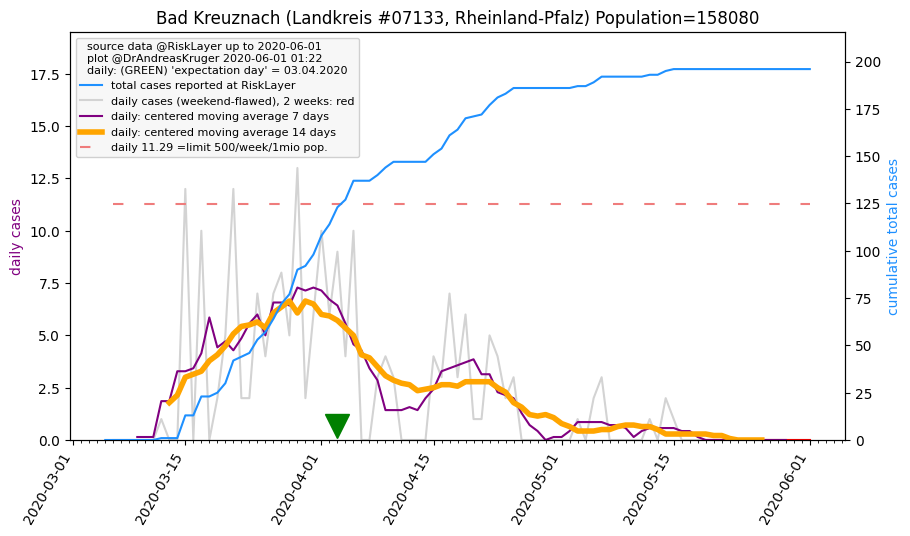 Bad Kreuznach (Landkreis #07133, Rheinland-Pfalz) Population=158080
source data @RiskLayer up to 2020-06-01
plot @DrAndreasKruger 2020-06-01 01:22
daily: (GREEN) 'expectation day' = 03.04.2020
total cases reported at RiskLayer
daily cases (weekend-flawed), 2 weeks: red
daily: centered moving average 7 days
daily: centered moving average 14 days
daily 11.29 =limit 500/week/1mio pop.
daily cases
17.5
15.0
12.5
10.0
7.5
5.0
2.5
0.0
200
175
150
125
100
75
50
25
0
cumulative total cases
2020-03-01
2020-03-15
2020-04-01
2020-04-15
2020-05-01
2020-05-15
2020-06-01